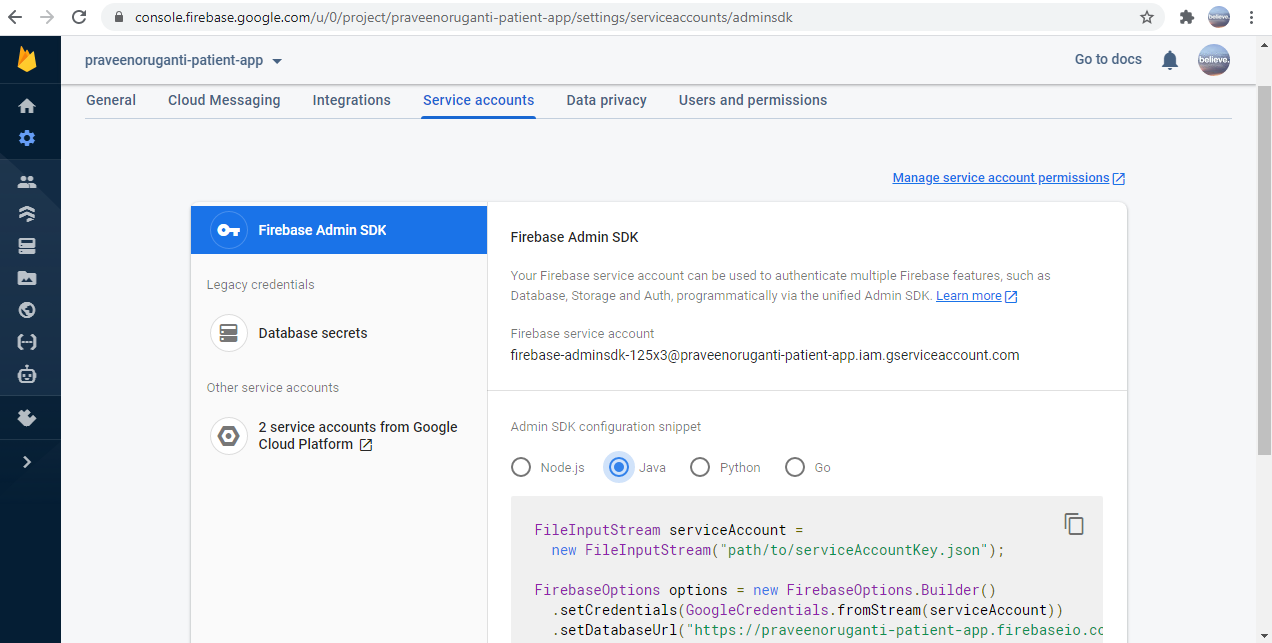 console.firebase.google.com/u/0/project/praveenoruganti-patient-app/settings/serviceaccounts/adminsdk
praveenoruganti-patient-app
Go to docs
believe.
General Cloud Messaging Integrations Service accounts Data privacy Users and permissions
Manage service account permissions
Firebase Admin SDK
Legacy credentials
Database secrets
Other service accounts
2 service accounts from Google
Cloud Platform
Firebase Admin SDK
Your Firebase service account can be used to authenticate multiple Firebase features, such as
Database, Storage and Auth, programmatically via the unified Admin SDK. Learn more
Firebase service account
firebase-adminsdk-125x3@praveenoruganti-patient-app.iam.gserviceaccount.com
Admin SDK configuration snippet
Node.js Java Python Go
FileInputStream serviceAccount =
new FileInputStream("path/to/serviceAccountKey.json");
FirebaseOptions options = new FirebaseOptions.Builder()
.setCredentials(GoogleCredentials.fromStream(serviceAccount))
.setDatabaseUrl("https://praveenoruganti-patient-app.firebaseio.co